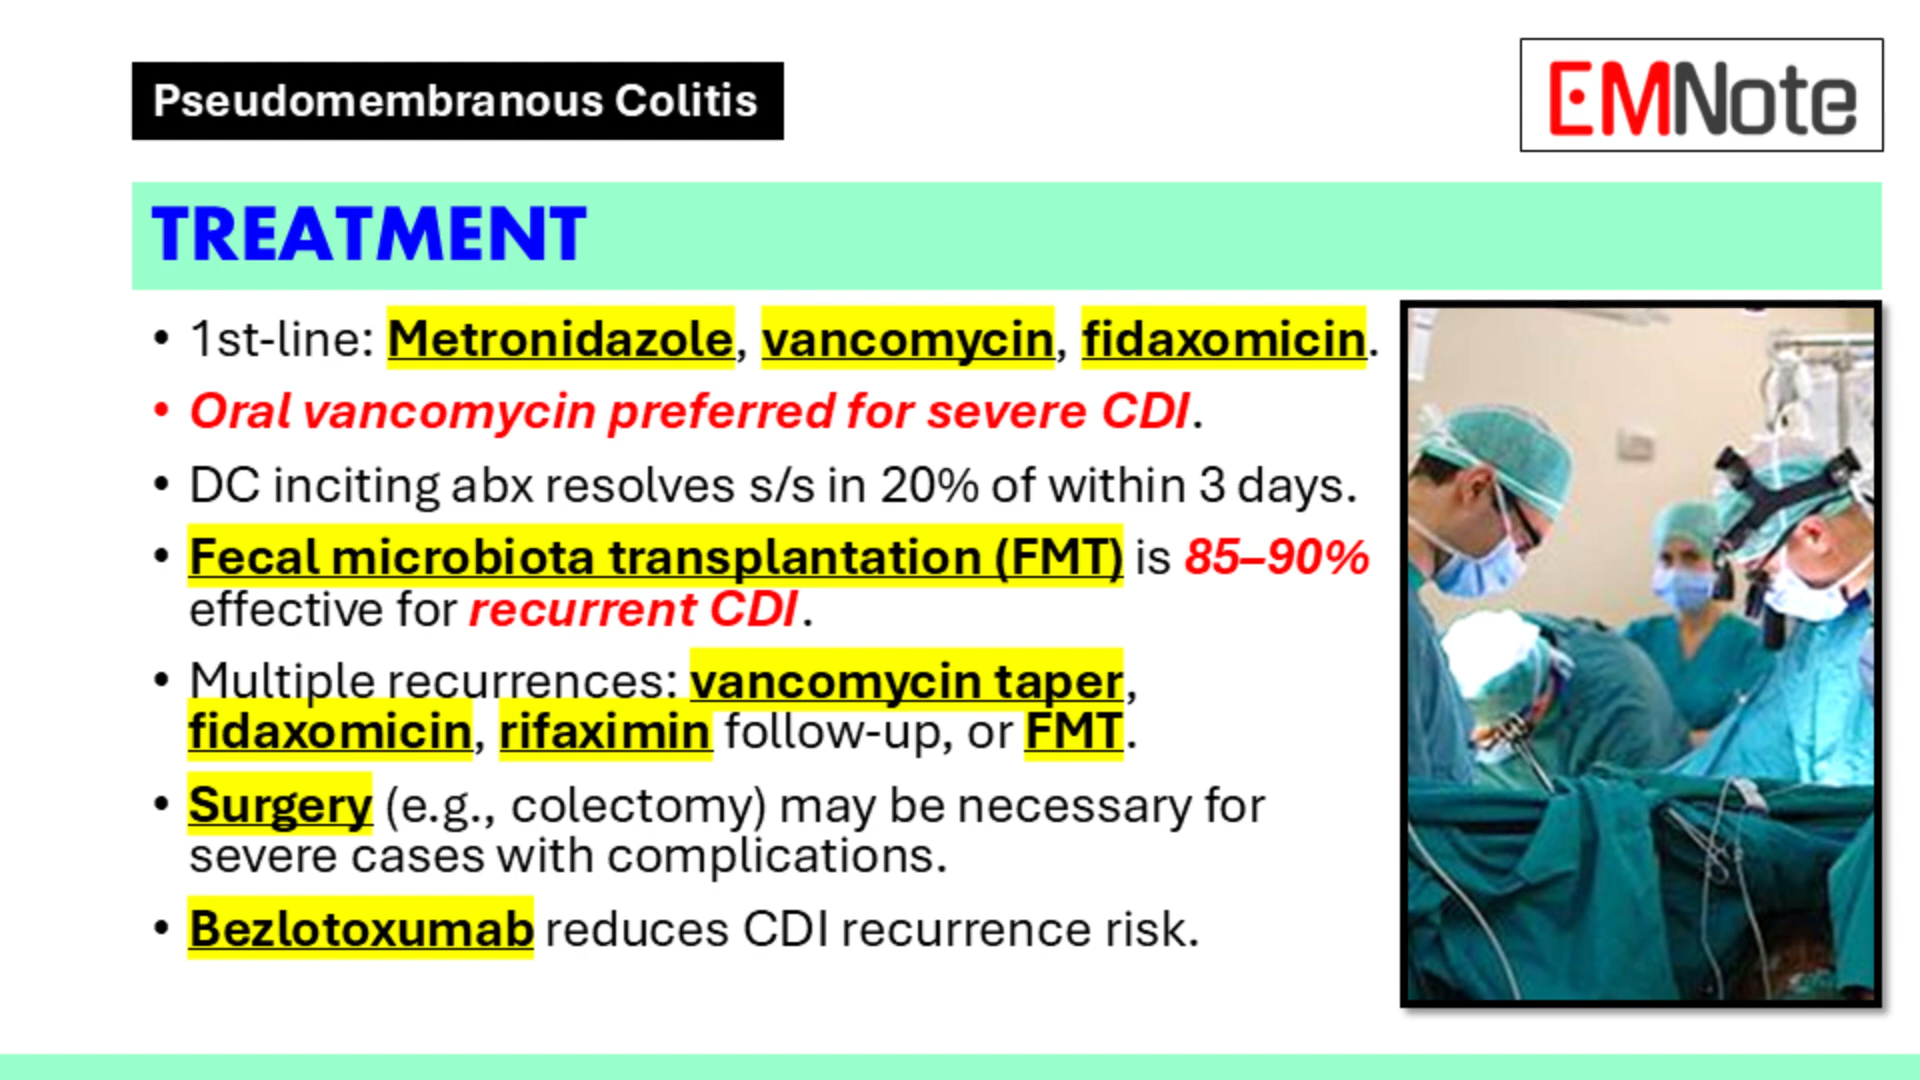 Pseudomembranous Colitis
EMNote
TREATMENT
• 1st-line: Metronidazole, vancomycin, fidaxomicin.
• Oral vancomycin preferred for severe CDI.
• DC inciting abx resolves s/s in 20% of within 3 days.
• Fecal microbiota transplantation (FMT) is 85–90%
effective for recurrent CDI.
• Multiple recurrences: vancomycin taper,
fidaxomicin, rifaximin follow-up, or FMT.
• Surgery (e.g., colectomy) may be necessary for
severe cases with complications.
• Bezlotoxumab reduces CDI recurrence risk.